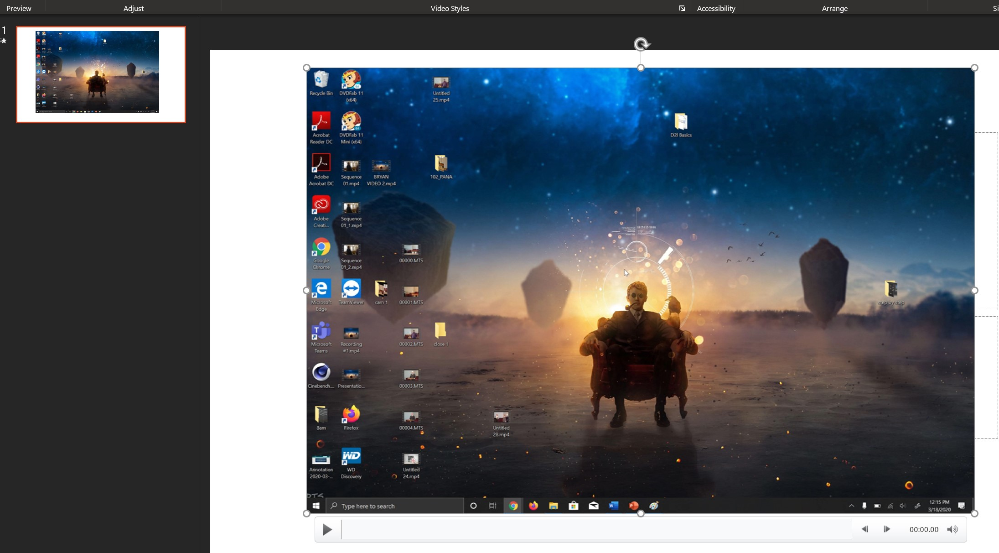 Preview
Adjust
Video Styles
Accessibility
Arrange
1
Recycle Bin
DVDFab 11
(x64)
Untitled
25.mp4
Acrobat
Reader DC
DVDFab 11
Mini (x64)
D2l Basics
Adobe
Acrobat DC
Sequence
01.mp4
BRYAN
VIDEO 2.mp4
102_PANA
Adobe
Creati...
Sequence
01_1.mp4
Google
Chrome
Sequence
01_2.mp4
00000.MTS
Microsoft
Edge
TeamViewer
cam 1
00001.MTS
step by step
Microsoft
Teams
Recording
#1.mp4
00002.MTS
close 1
Cinebench....
Presentatio...
00003.MTS
8am
Firefox
00004.MTS
Untitled
28.mp4
Annotation
2020-03-...
WD
WD
Discovery
Untitled
24.mp4
Type here to search
12:15 PM
3/18/2020
00:00.00